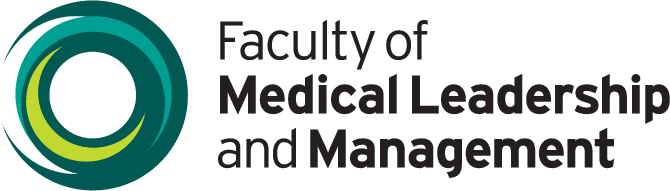 Faculty of
Medical Leadership
and Management